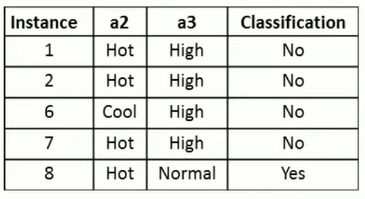 Instance a2 a3 Classification
1 Hot High No
2 Hot High No
6 Cool High No
7 Hot High No
8 Hot Normal Yes